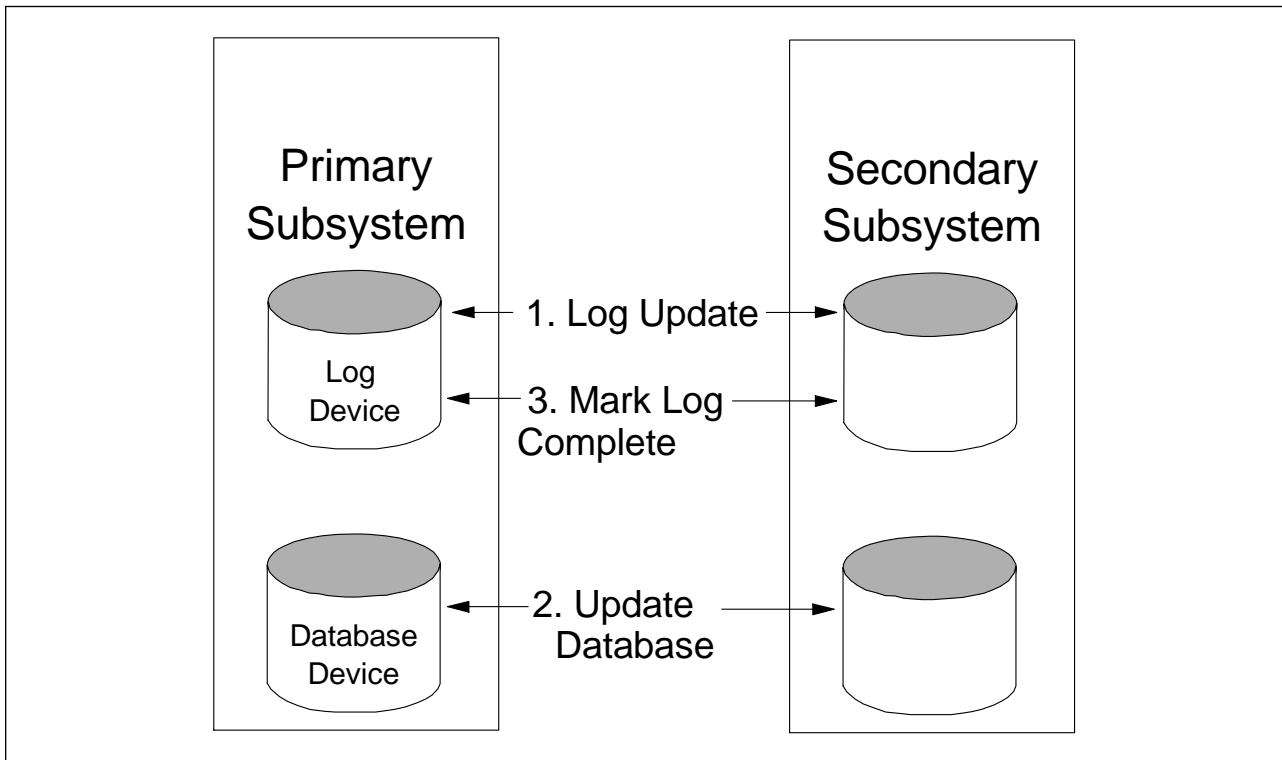 Primary
Subsystem
Secondary
Subsystem
1. Log Update
Log
Device
3. Mark Log
Complete
2. Update
Database
Database
Device